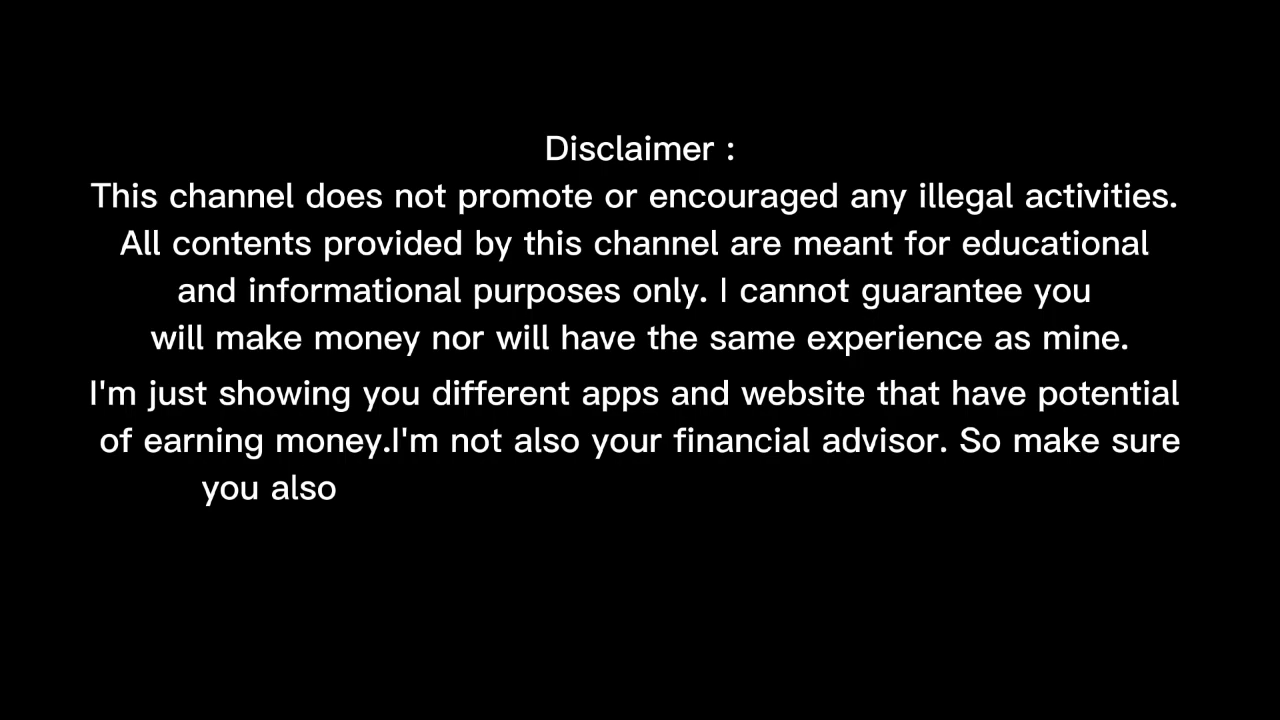 Disclaimer :
This channel does not promote or encouraged any illegal activities.
All contents provided by this channel are meant for educational
and informational purposes only. I cannot guarantee you
will make money nor will have the same experience as mine.
I'm just showing you different apps and website that have potential
of earning money.I'm not also your financial advisor. So make sure
you also